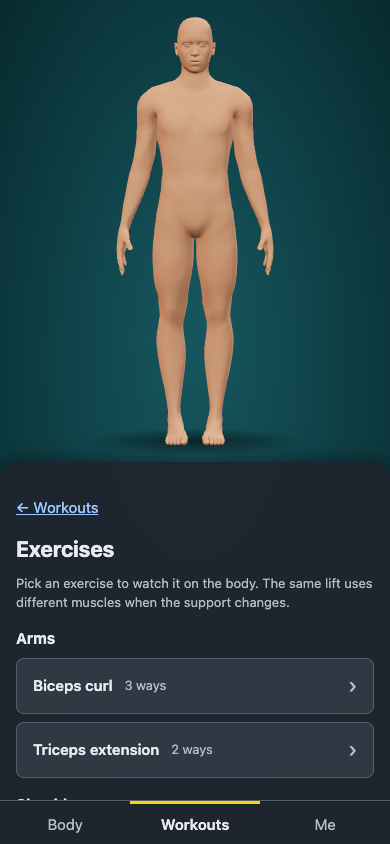 ← Workouts
Exercises
Pick an exercise to watch it on the body. The same lift uses
different muscles when the support changes.
Arms
Biceps curl 3 ways ›
Triceps extension 2 ways ›
Body Workouts Me